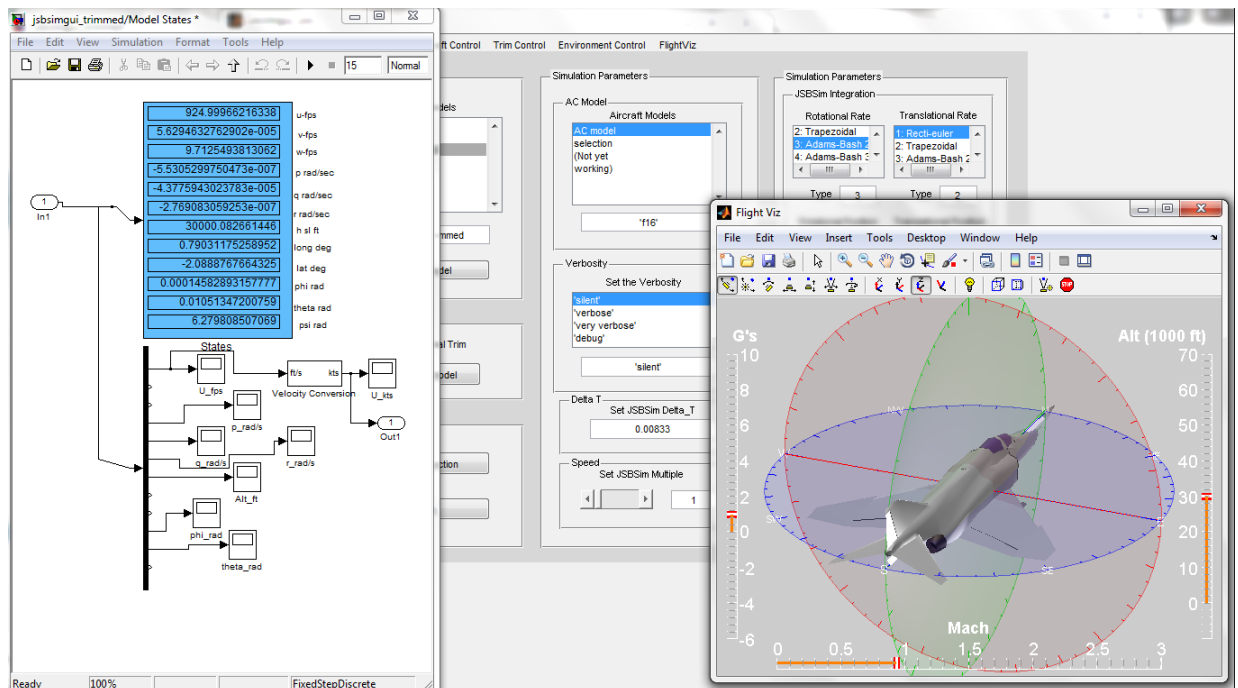 jsbsimgui_trimmed/Model States *
File Edit View Simulation Format Tools Help
15 Normal
924.99966216338 u-fps
5.6294632762902e-005 v-fps
9.7125493813062 w-fps
-5.5305299750473e-007 p rad/sec
-4.3775943023783e-005 q rad/sec
-2.769083059253e-007 r rad/sec
30000.082661446 h sl ft
0.79031175258952 long deg
-2.0888767664325 lat deg
0.00014582893157777 phi rad
0.01051347200759 theta rad
6.279808507069 psi rad
1
In1
States
U_fps
ft/s kts
Velocity Conversion
U_kts
p_rad/s
1
Out1
q_rad/s
r_rad/s
Alt_ft
phi_rad
theta_rad
Ready 100% FixedStepDiscrete
ft Control Trim Control Environment Control FlightViz
dels
mmed
del
al Trim
odel
ction
Simulation Parameters
AC Model
Aircraft Models
AC model
selection
(Not yet
working)
'f16'
Verbosity
Set the Verbosity
'silent'
'verbose'
'very verbose'
'debug'
'silent'
Delta T
Set JSBSim Delta_T
0.00833
Speed
Set JSBSim Multiple
1
Simulation Parameters
JSBSim Integration
Rotational Rate Translational Rate
2: Trapezoidal
3: Adams-Bash 2
4: Adams-Bash 3
1: Recti-euler
2: Trapezoidal
3: Adams-Bash 2
Type 3 Type 2
Flight Viz
File Edit View Insert Tools Desktop Window Help
G's
10
8
6
4
2
0
-2
-4
-6
Alt (1000 ft)
70
60
50
40
30
20
10
0
NW
W
SW
S
SE
E
Mach
0 0.5 1 1.5 2 2.5 3